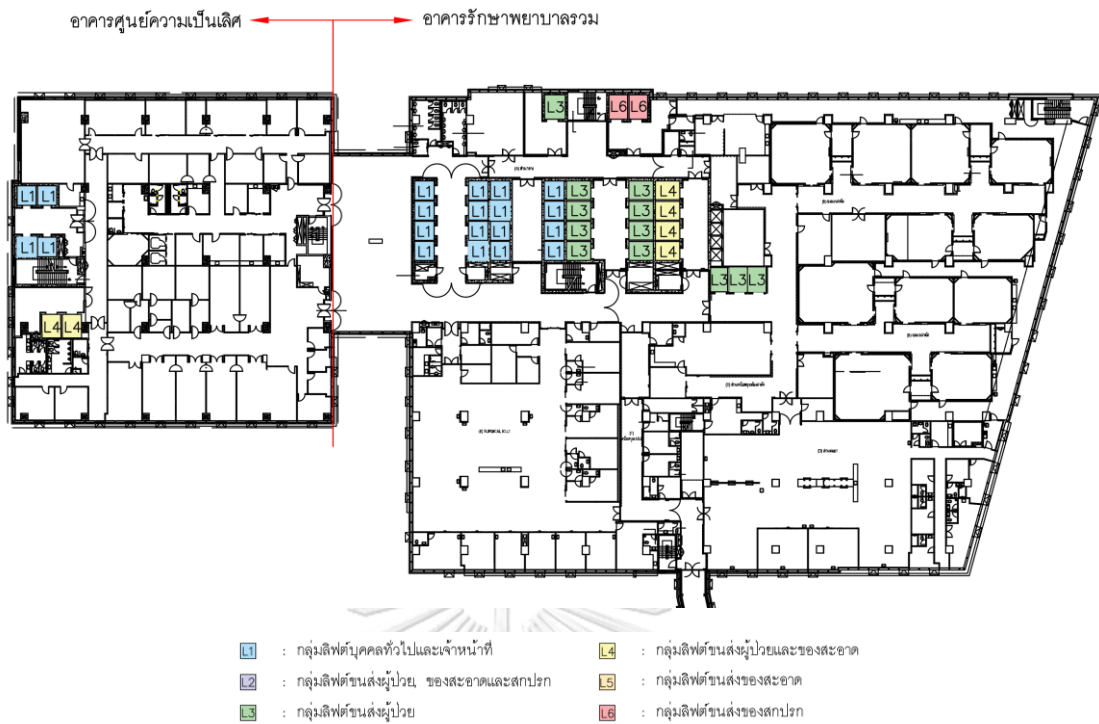 อาคารศูนย์ความเป็นเลิศ อาคารรักษาพยาบาลรวม
L3 L6 L6
L1 L1 L1 L1 L1 L3 L3 L4
L1 L1
L1 L1 L1 L1 L3 L3 L4
L1 L1 L1 L1 L3 L3 L4
L1 L1
L1 L1 L1 L1 L3 L3 L4
L3 L3 L3
L4 L4
L1 : กลุ่มลิฟต์บุคคลทั่วไปและเจ้าหน้าที่
L2 : กลุ่มลิฟต์ขนส่งผู้ป่วย, ของสะอาดและสกปรก
L3 : กลุ่มลิฟต์ขนส่งผู้ป่วย
L4 : กลุ่มลิฟต์ขนส่งผู้ป่วยและของสะอาด
L5 : กลุ่มลิฟต์ขนส่งของสะอาด
L6 : กลุ่มลิฟต์ขนส่งของสกปรก